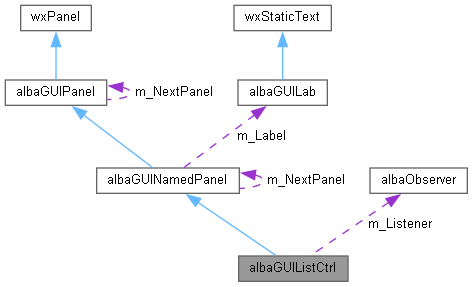 wxPanel
wxStaticText
albaGUIPanel
m_NextPanel
albaGUILab
m_Label
albaGUINamedPanel
m_NextPanel
albaObserver
m_Listener
albaGUIListCtrl